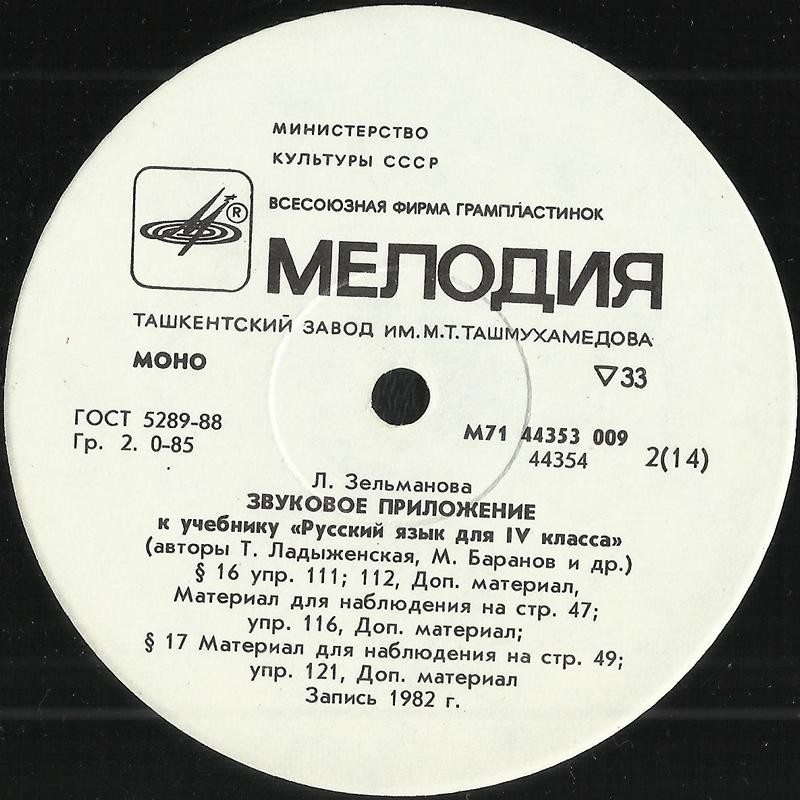 МИНИСТЕРСТВО
КУЛЬТУРЫ СССР
®
ВСЕСОЮЗНАЯ ФИРМА ГРАМПЛАСТИНОК
МЕЛОДИЯ
ТАШКЕНТСКИЙ ЗАВОД ИМ.М.Т.ТАШМУХАМЕДОВА
МОНО
▽33
ГОСТ 5289-88
Гр. 2. 0-85
М71 44353 009
44354
2(14)
Л. Зельманова
ЗВУКОВОЕ ПРИЛОЖЕНИЕ
к учебнику «Русский язык для IV класса»
(авторы Т. Ладыженская, М. Баранов и др.)
§ 16 упр. 111; 112, Доп. материал,
Материал для наблюдения на стр. 47;
упр. 116, Доп. материал;
§ 17 Материал для наблюдения на стр. 49;
упр. 121, Доп. материал
Запись 1982 г.